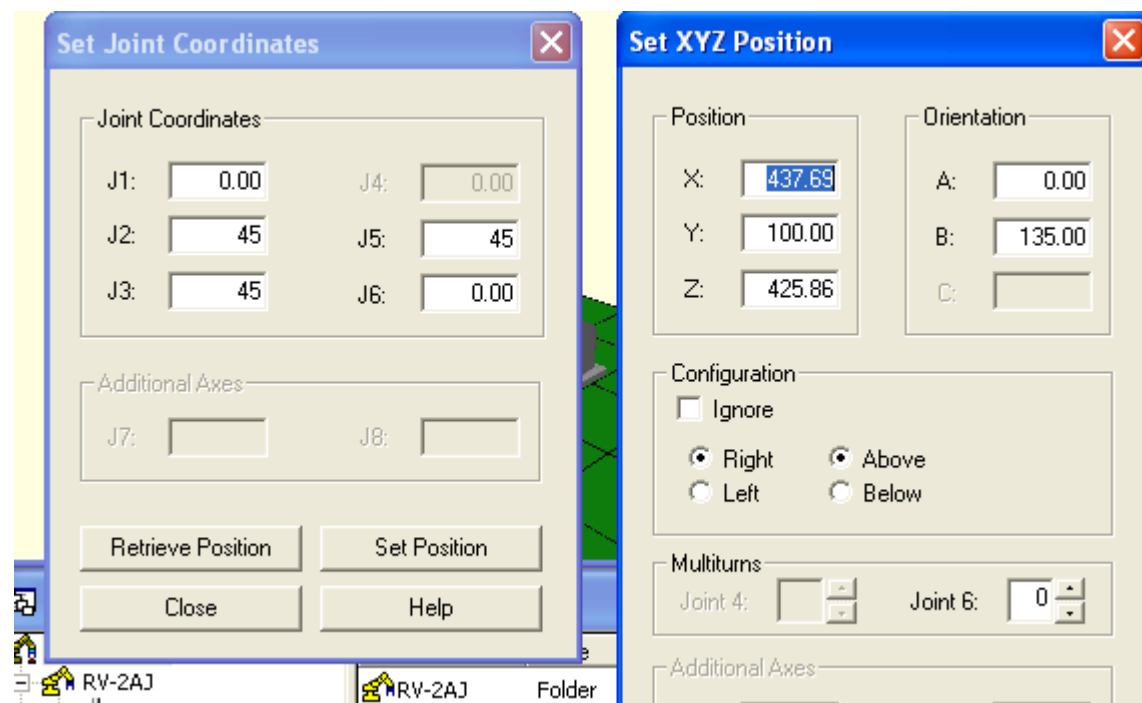 Set Joint Coordinates
Joint Coordinates
J1: 0.00
J4: 0.00
J2: 45
J5: 45
J3: 45
J6: 0.00
Additional Axes
J7:
J8:
Retrieve Position
Set Position
Close
Help
RV-2AJ
RV-2AJ
Folder
Set XYZ Position
Position
X: 437.69
Y: 100.00
Z: 425.86
Orientation
A: 0.00
B: 135.00
C:
Configuration
Ignore
Right
Above
Left
Below
Multiturns
Joint 4:
Joint 6: 0
Additional Axes